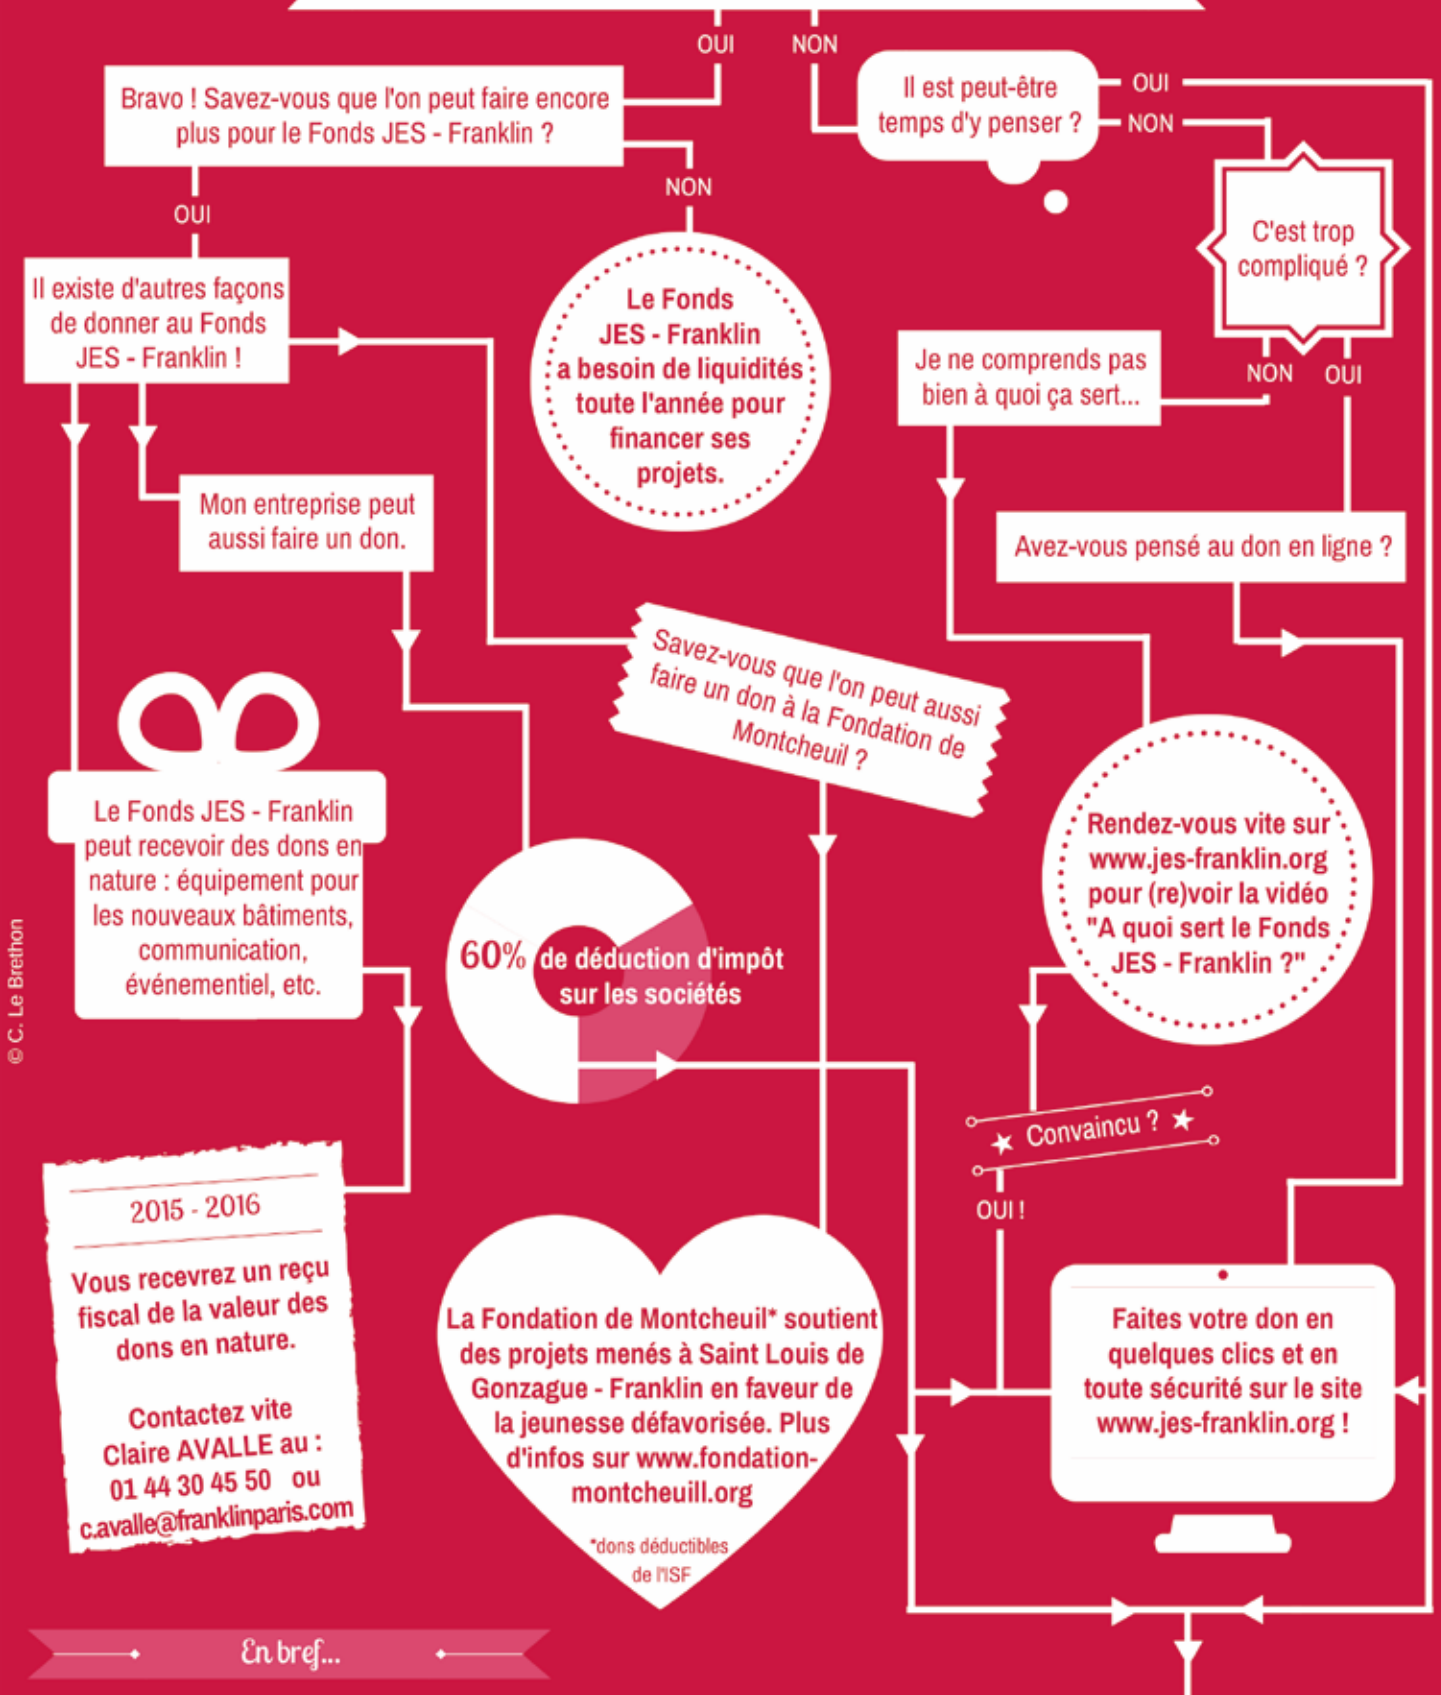 OUI
NON
Il est peut-être
temps d'y penser ?
OUI
NON
Bravo ! Savez-vous que l'on peut faire encore
plus pour le Fonds JES - Franklin ?
OUI
NON
C'est trop
compliqué ?
NON
OUI
Il existe d'autres façons
de donner au Fonds
JES - Franklin !
Le Fonds
JES - Franklin
a besoin de liquidités
toute l'année pour
financer ses
projets.
Je ne comprends pas
bien à quoi ça sert...
Mon entreprise peut
aussi faire un don.
Avez-vous pensé au don en ligne ?
Savez-vous que l'on peut aussi
faire un don à la Fondation de
Montcheuil ?
Le Fonds JES - Franklin
peut recevoir des dons en
nature : équipement pour
les nouveaux bâtiments,
communication,
événementiel, etc.
60% de déduction d'impôt
sur les sociétés
Rendez-vous vite sur
www.jes-franklin.org
pour (re)voir la vidéo
"A quoi sert le Fonds
JES - Franklin ?"
© C. Le Brethon
Convaincu ?
OUI !
2015 - 2016
Vous recevrez un reçu
fiscal de la valeur des
dons en nature.
Contactez vite
Claire AVALLE au :
01 44 30 45 50 ou
c.avalle@franklinparis.com
La Fondation de Montcheuil* soutient
des projets menés à Saint Louis de
Gonzague - Franklin en faveur de
la jeunesse défavorisée. Plus
d'infos sur www.fondation-
montcheuill.org
*dons déductibles
de l'ISF
Faites votre don en
quelques clics et en
toute sécurité sur le site
www.jes-franklin.org !
En bref...